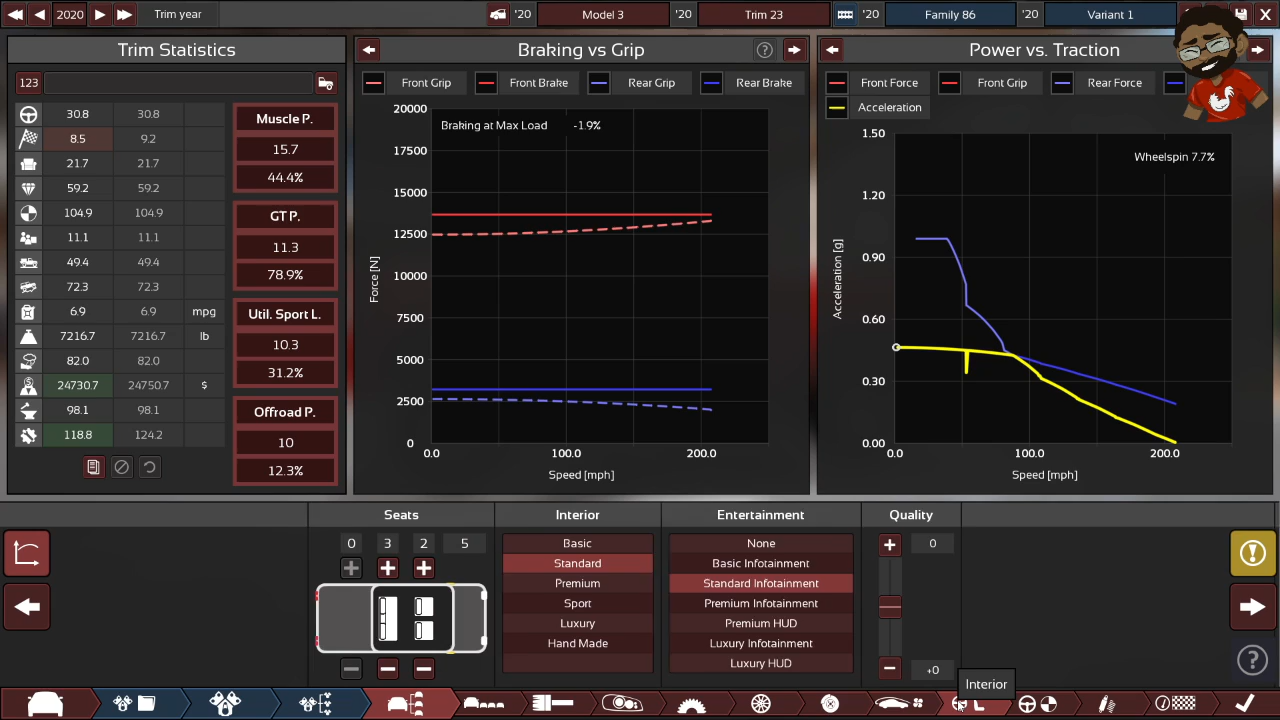 2020 Trim year '20 Model 3 '20 Trim 23 '20 Family 86 '20 Variant 1
Trim Statistics
123
30.8 30.8
8.5 9.2
21.7 21.7
59.2 59.2
104.9 104.9
11.1 11.1
49.4 49.4
72.3 72.3
6.9 6.9 mpg
7216.7 7216.7 lb
82.0 82.0
24730.7 24750.7 $
98.1 98.1
118.8 124.2
Muscle P.
15.7
44.4%
GT P.
11.3
78.9%
Util. Sport L.
10.3
31.2%
Offroad P.
10
12.3%
Braking vs Grip ?
Front Grip Front Brake Rear Grip Rear Brake
Braking at Max Load -1.9%
20000
17500
15000
12500
10000
7500
5000
2500
0
Force [N]
0.0 100.0 200.0
Speed [mph]
Power vs. Traction
Front Force Front Grip Rear Force
Acceleration
Wheelspin 7.7%
1.50
1.20
0.90
0.60
0.30
0.00
Acceleration [g]
0.0 100.0 200.0
Speed [mph]
Seats
0 3 2 5
Interior
Basic
Standard
Premium
Sport
Luxury
Hand Made
Entertainment
None
Basic Infotainment
Standard Infotainment
Premium Infotainment
Premium HUD
Luxury Infotainment
Luxury HUD
Quality
0
+0
?
Interior